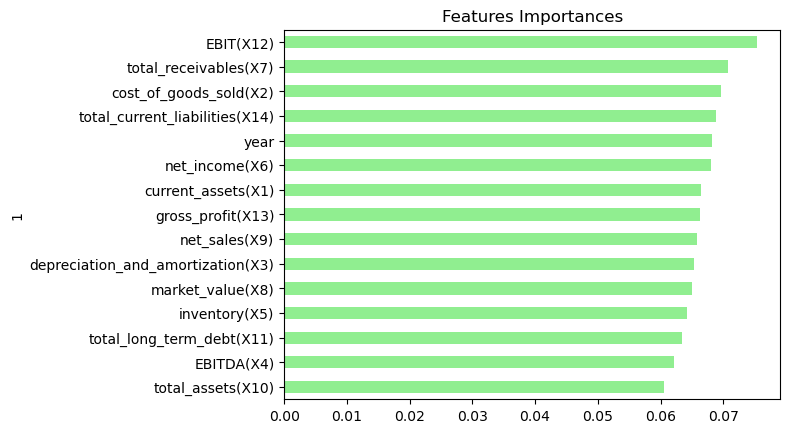 Features Importances
EBIT(X12)
total_receivables(X7)
cost_of_goods_sold(X2)
total_current_liabilities(X14)
year
net_income(X6)
current_assets(X1)
gross_profit(X13)
net_sales(X9)
depreciation_and_amortization(X3)
market_value(X8)
inventory(X5)
total_long_term_debt(X11)
EBITDA(X4)
total_assets(X10)
1
0.00 0.01 0.02 0.03 0.04 0.05 0.06 0.07